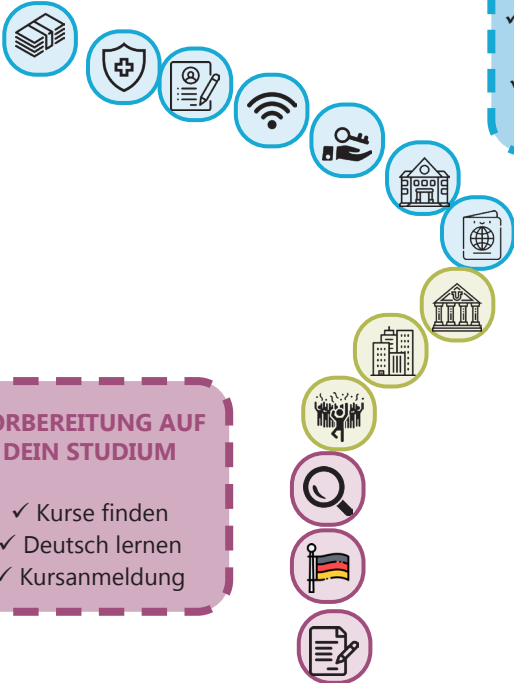 ORBEREITUNG AUF
DEIN STUDIUM
✓ Kurse finden
✓ Deutsch lernen
✓ Kursanmeldung